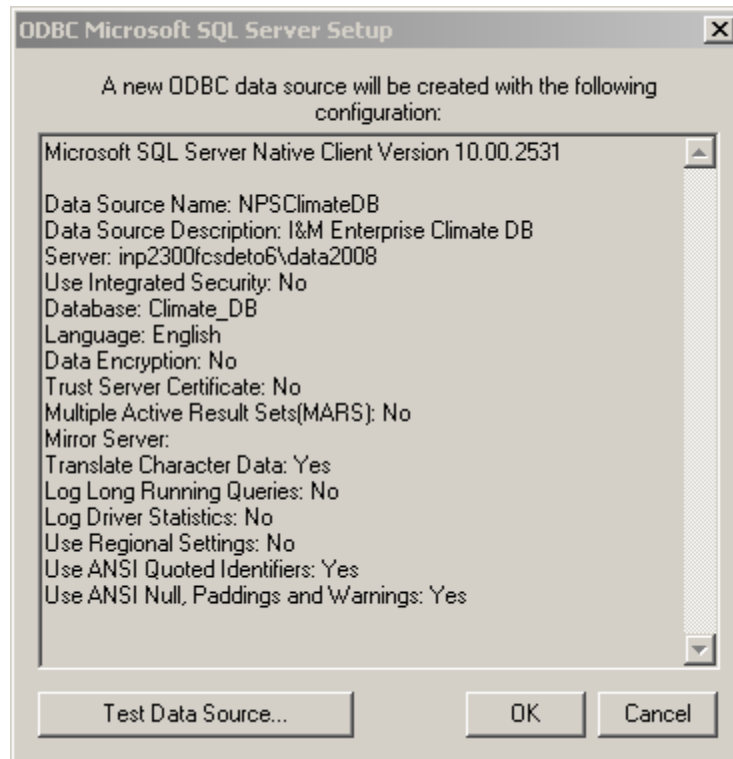 ODBC Microsoft SQL Server Setup
A new ODBC data source will be created with the following
configuration:
Microsoft SQL Server Native Client Version 10.00.2531
Data Source Name: NPSClimateDB
Data Source Description: I&M Enterprise Climate DB
Server: inp2300fcsdeto6\data2008
Use Integrated Security: No
Database: Climate_DB
Language: English
Data Encryption: No
Trust Server Certificate: No
Multiple Active Result Sets(MARS): No
Mirror Server:
Translate Character Data: Yes
Log Long Running Queries: No
Log Driver Statistics: No
Use Regional Settings: No
Use ANSI Quoted Identifiers: Yes
Use ANSI Null, Paddings and Warnings: Yes
Test Data Source...
OK
Cancel